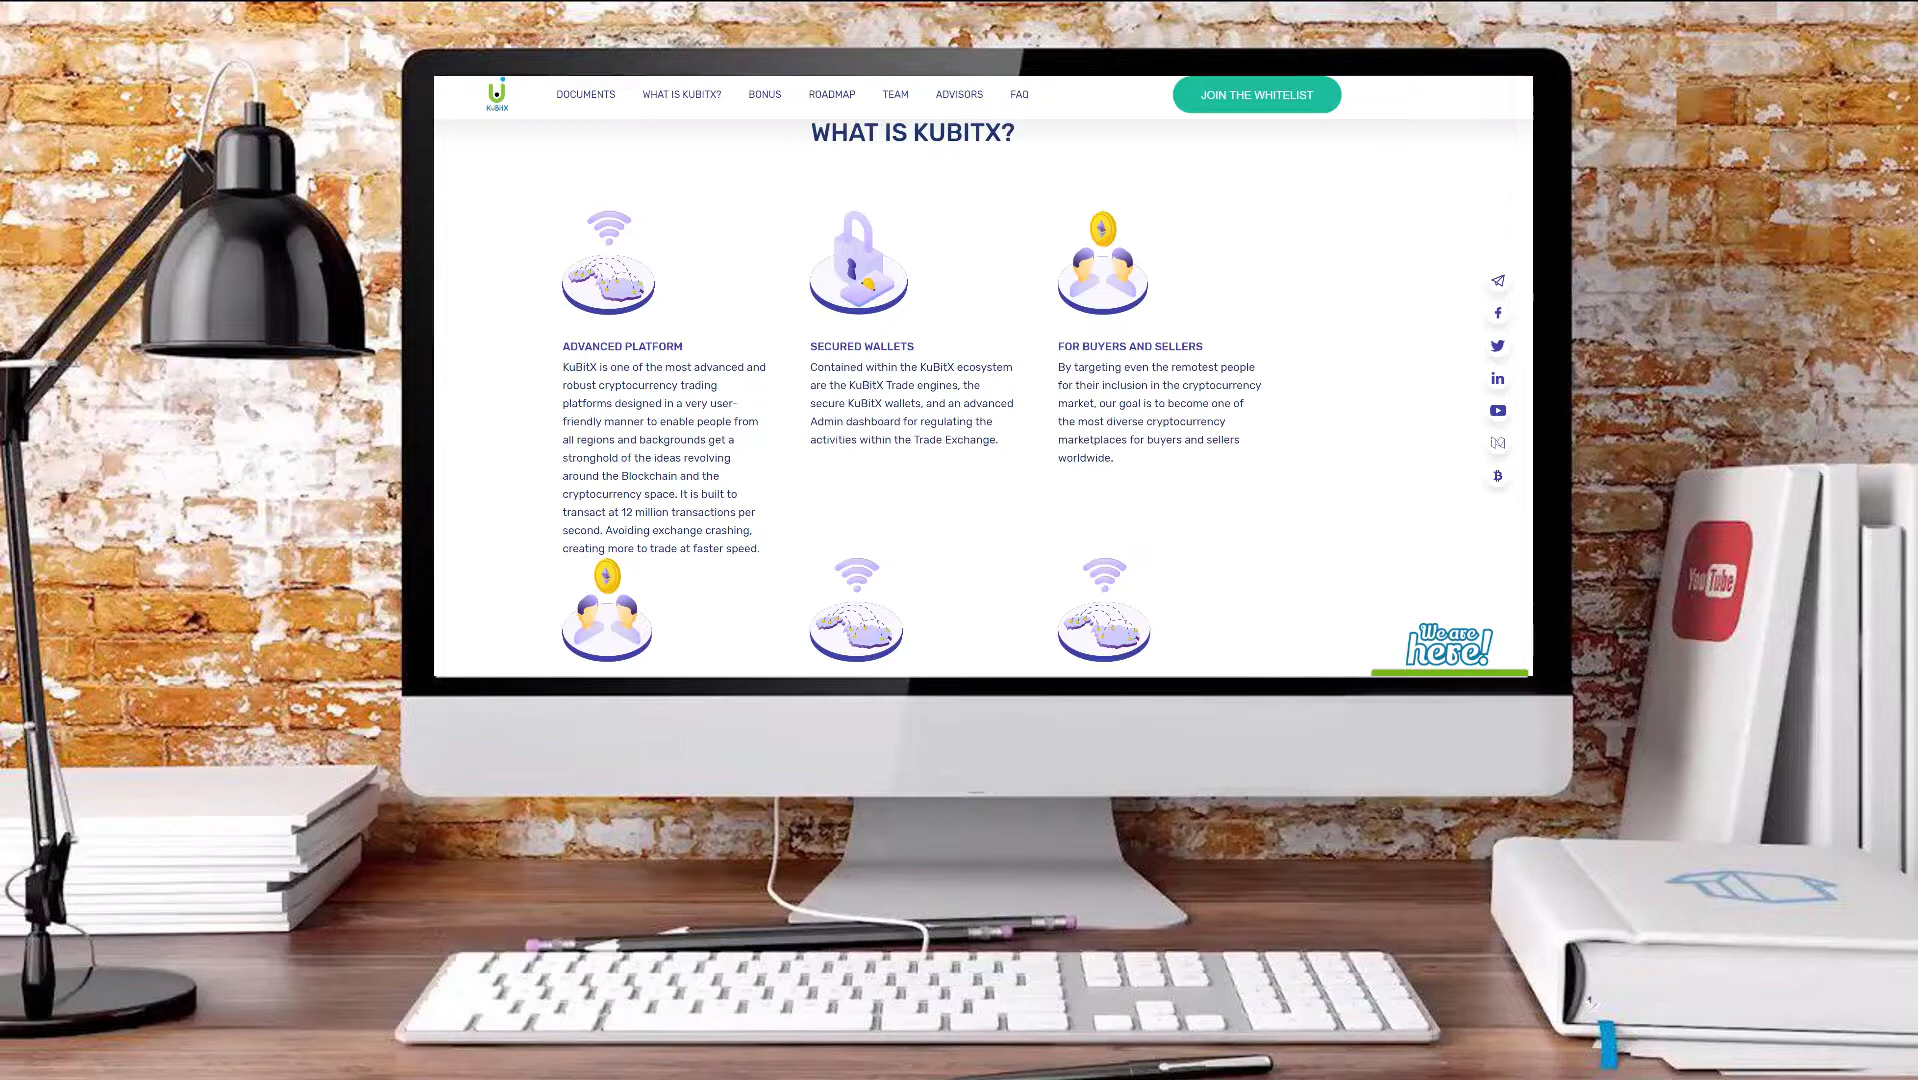 KuBitX
DOCUMENTS
WHAT IS KUBITX?
BONUS
ROADMAP
TEAM
ADVISORS
FAQ
JOIN THE WHITELIST
WHAT IS KUBITX?
ADVANCED PLATFORM
KuBitX is one of the most advanced and
robust cryptocurrency trading
platforms designed in a very user-
friendly manner to enable people from
all regions and backgrounds get a
stronghold of the ideas revolving
around the Blockchain and the
cryptocurrency space. It is built to
transact at 12 million transactions per
second. Avoiding exchange crashing,
creating more to trade at faster speed.
SECURED WALLETS
Contained within the KuBitX ecosystem
are the KuBitX Trade engines, the
secure KuBitX wallets, and an advanced
Admin dashboard for regulating the
activities within the Trade Exchange.
FOR BUYERS AND SELLERS
By targeting even the remotest people
for their inclusion in the cryptocurrency
market, our goal is to become one of
the most diverse cryptocurrency
marketplaces for buyers and sellers
worldwide.
We are
here!
YouTube